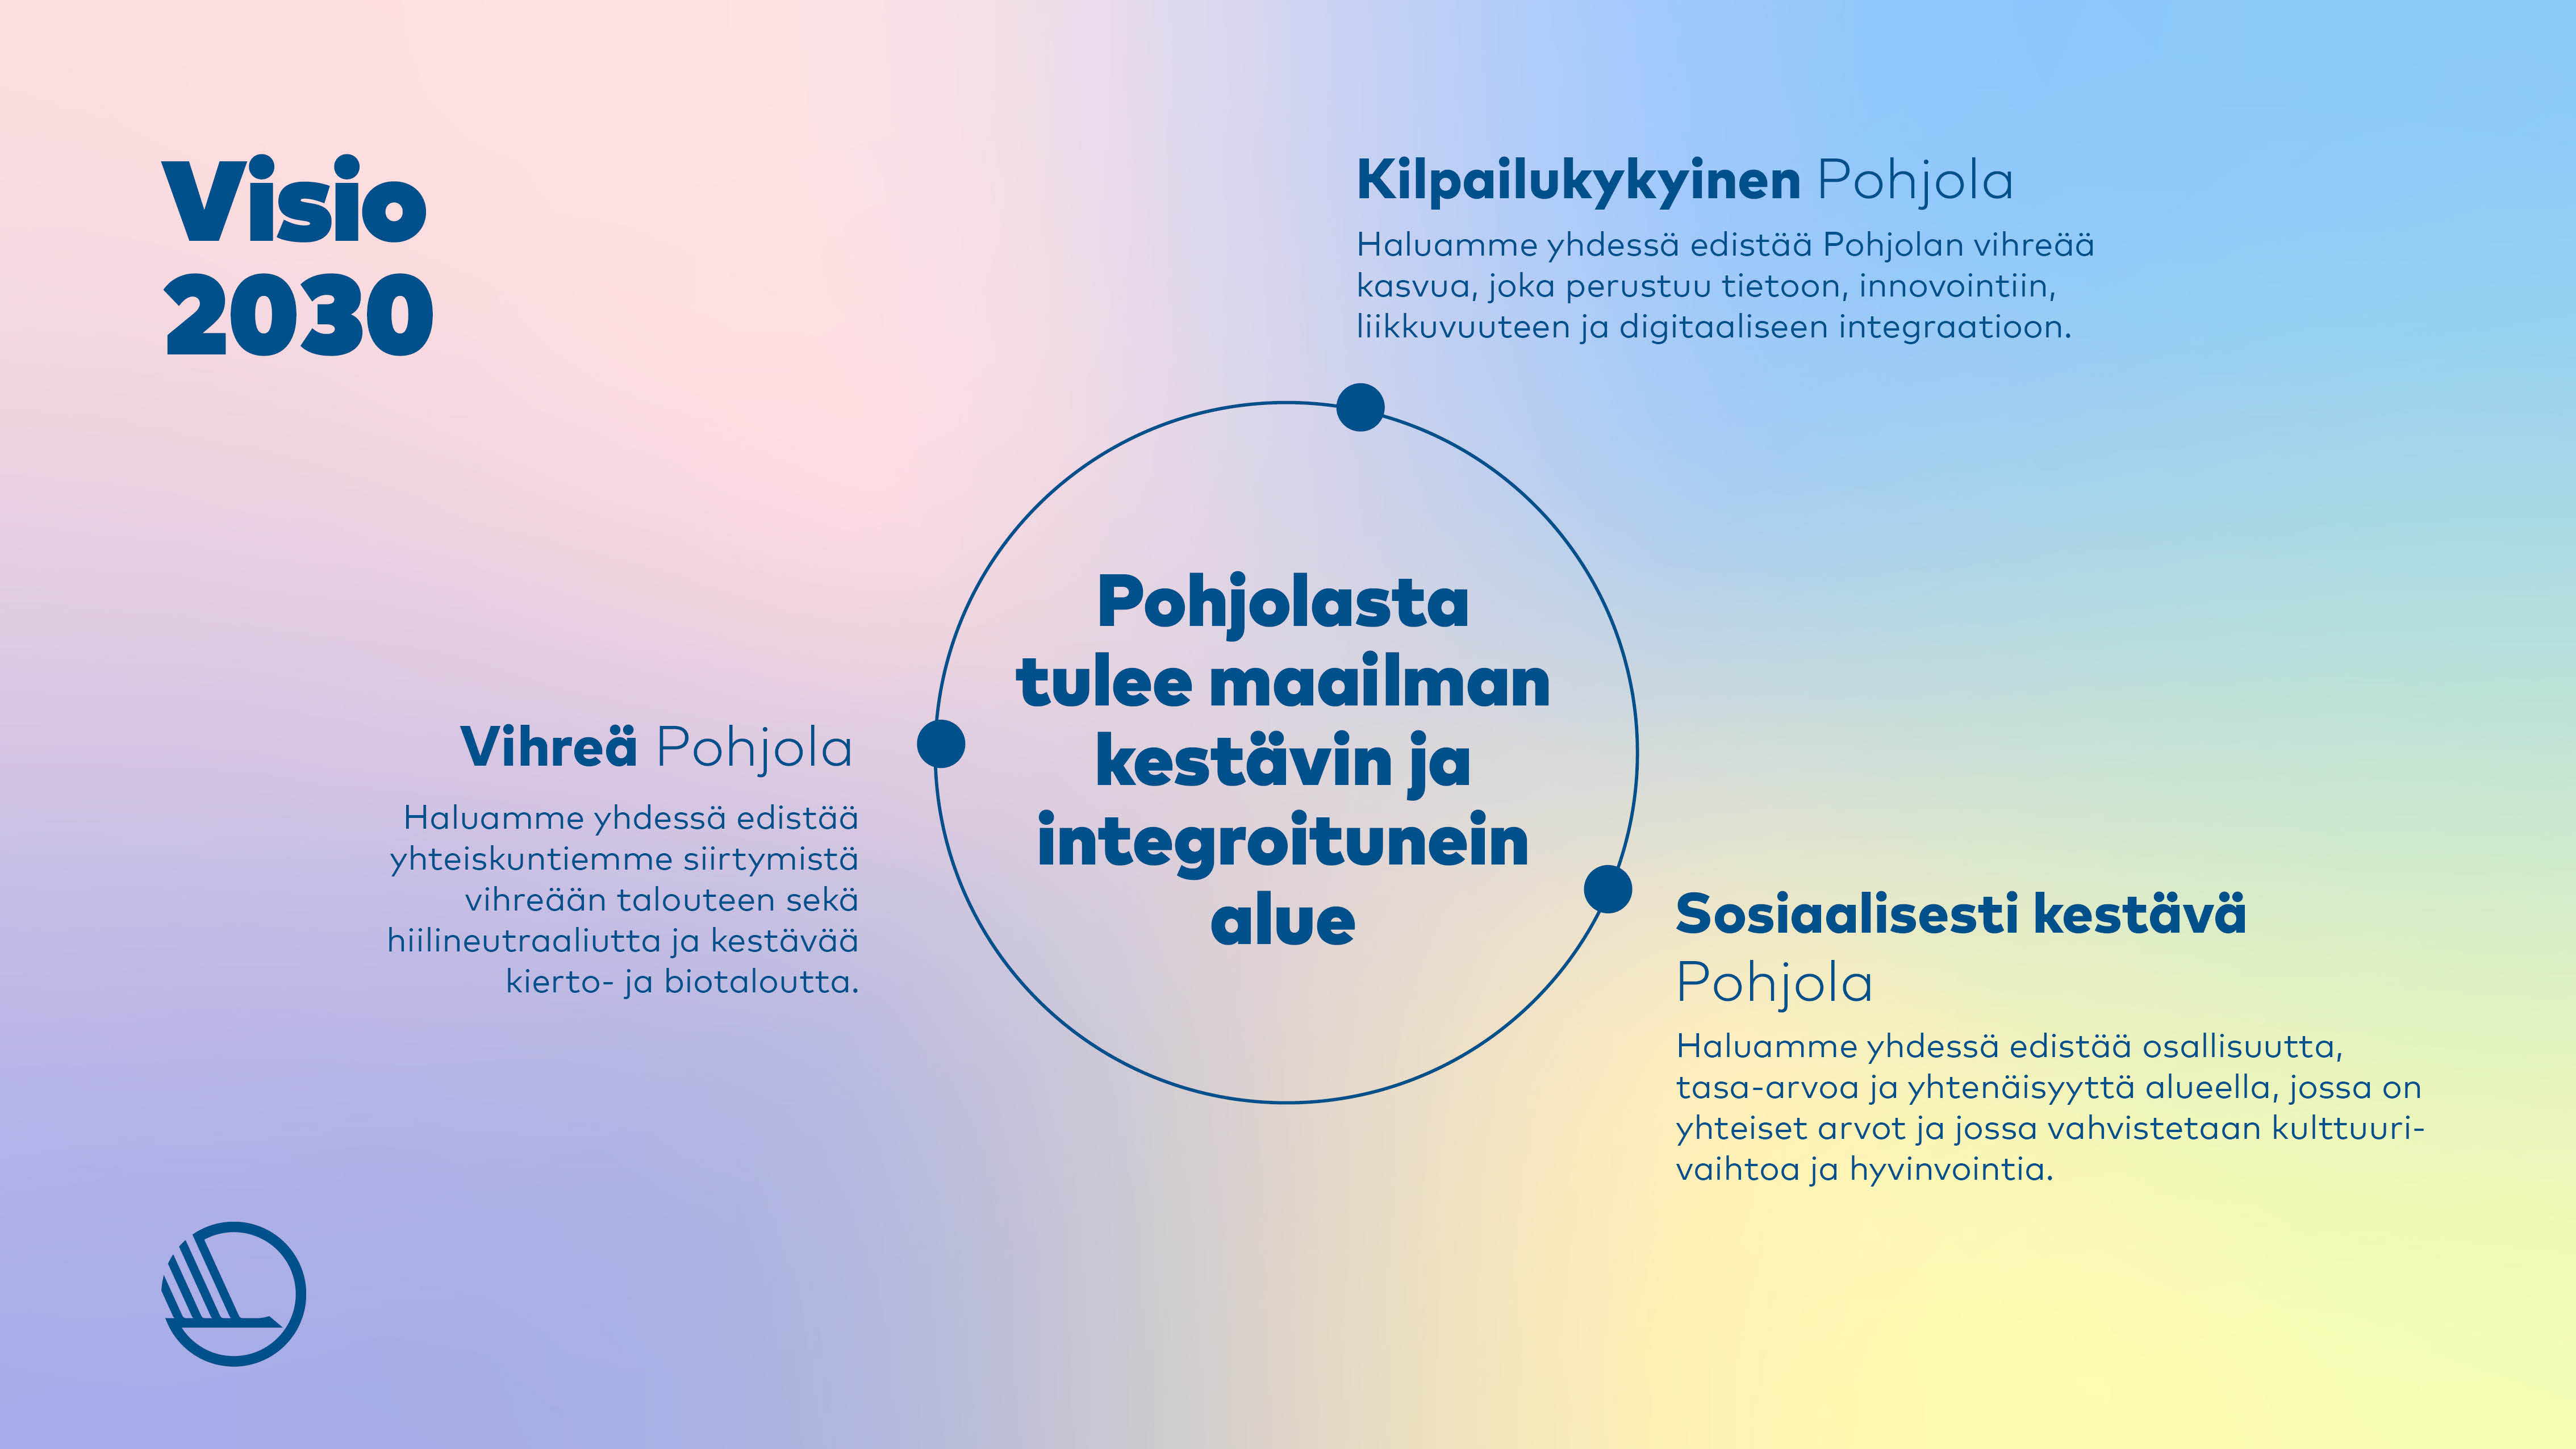 Visio
2030
Kilpailukykyinen Pohjola
Haluamme yhdessä edistää Pohjolan vihreää
kasvua, joka perustuu tietoon, innovointiin,
liikkuvuuteen ja digitaaliseen integraatioon.
Pohjolasta
tulee maailman
kestävin ja
integroitunein
alue
Vihreä Pohjola
Haluamme yhdessä edistää
yhteiskuntiemme siirtymistä
vihreään talouteen sekä
hiilineutraaliutta ja kestävää
kierto- ja biotaloutta.
Sosiaalisesti kestävä
Pohjola
Haluamme yhdessä edistää osallisuutta,
tasa-arvoa ja yhtenäisyyttä alueella, jossa on
yhteiset arvot ja jossa vahvistetaan kulttuuri-
vaihtoa ja hyvinvointia.